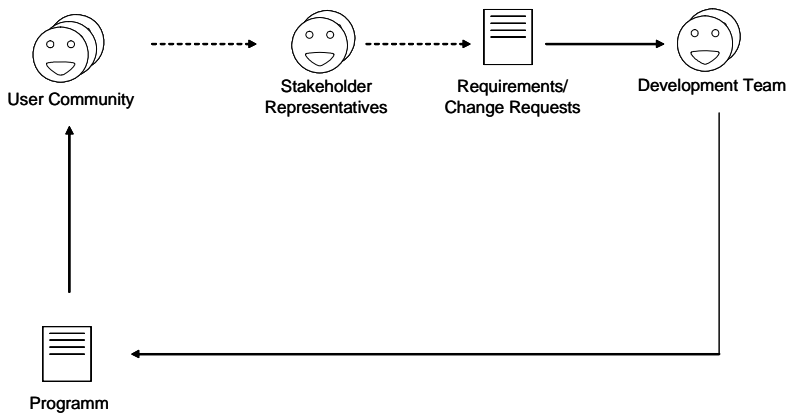 User Community
Stakeholder
Representatives
Requirements/
Change Requests
Development Team
Programm